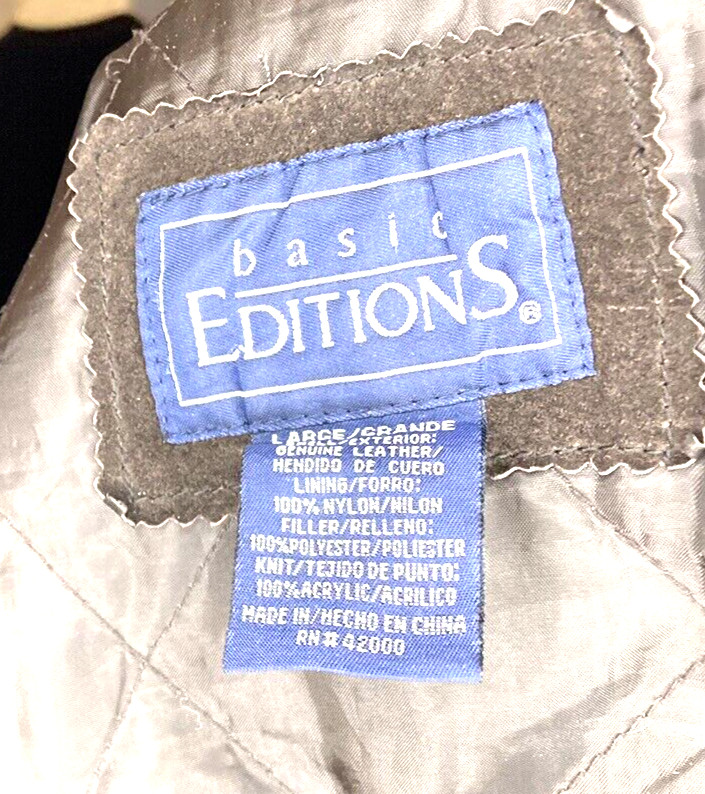 basic
EDITIONS®
LARGE/GRANDE
EXTERIOR:
GENUINE LEATHER/
HENDIDO DE CUERO
LINING/FORRO:
100% NYLON/NILON
FILLER/RELLENO:
100%POLYESTER/POLIESTER
KNIT/TEJIDO DE PUNTO:
100%ACRYLIC/ACRILICO
MADE IN/HECHO EN CHINA
RN# 42000